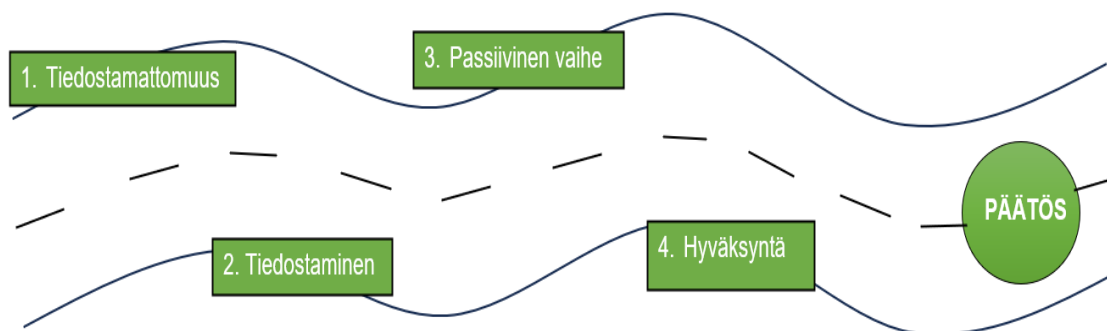 1. Tiedostamattomuus
2. Tiedostaminen
3. Passiivinen vaihe
4. Hyväksyntä
PÄÄTÖS